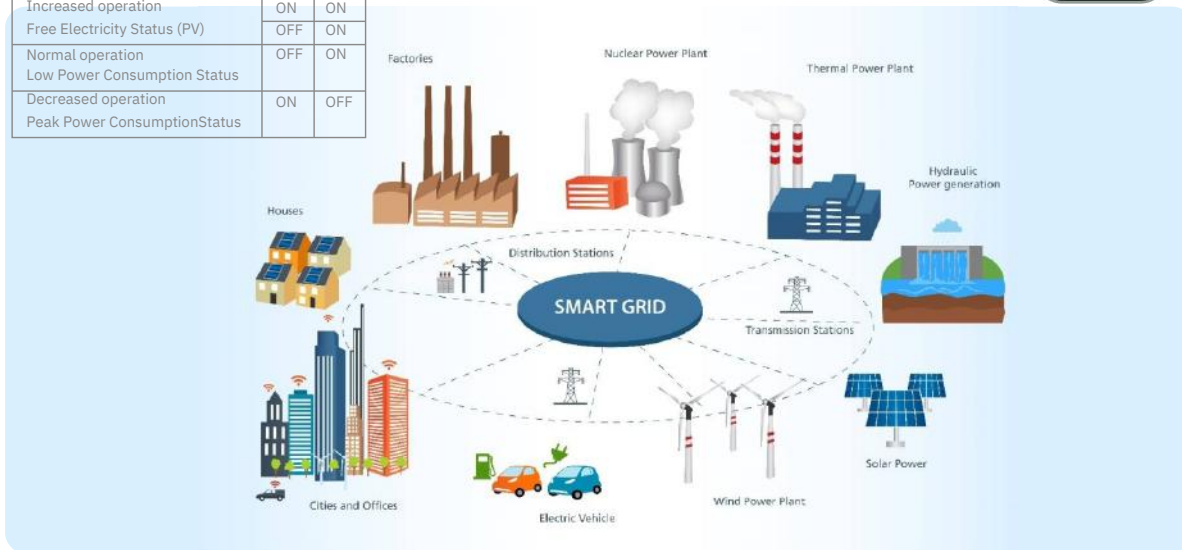 Increased operation ON ON
Free Electricity Status (PV) OFF ON
Normal operation OFF ON
Low Power Consumption Status
Decreased operation ON OFF
Peak Power ConsumptionStatus
Factories
Nuclear Power Plant
Thermal Power Plant
Hydraulic
Power generation
Houses
Distribution Stations
SMART GRID
Transmission Stations
Solar Power
Wind Power Plant
Cities and Offices
Electric Vehicle